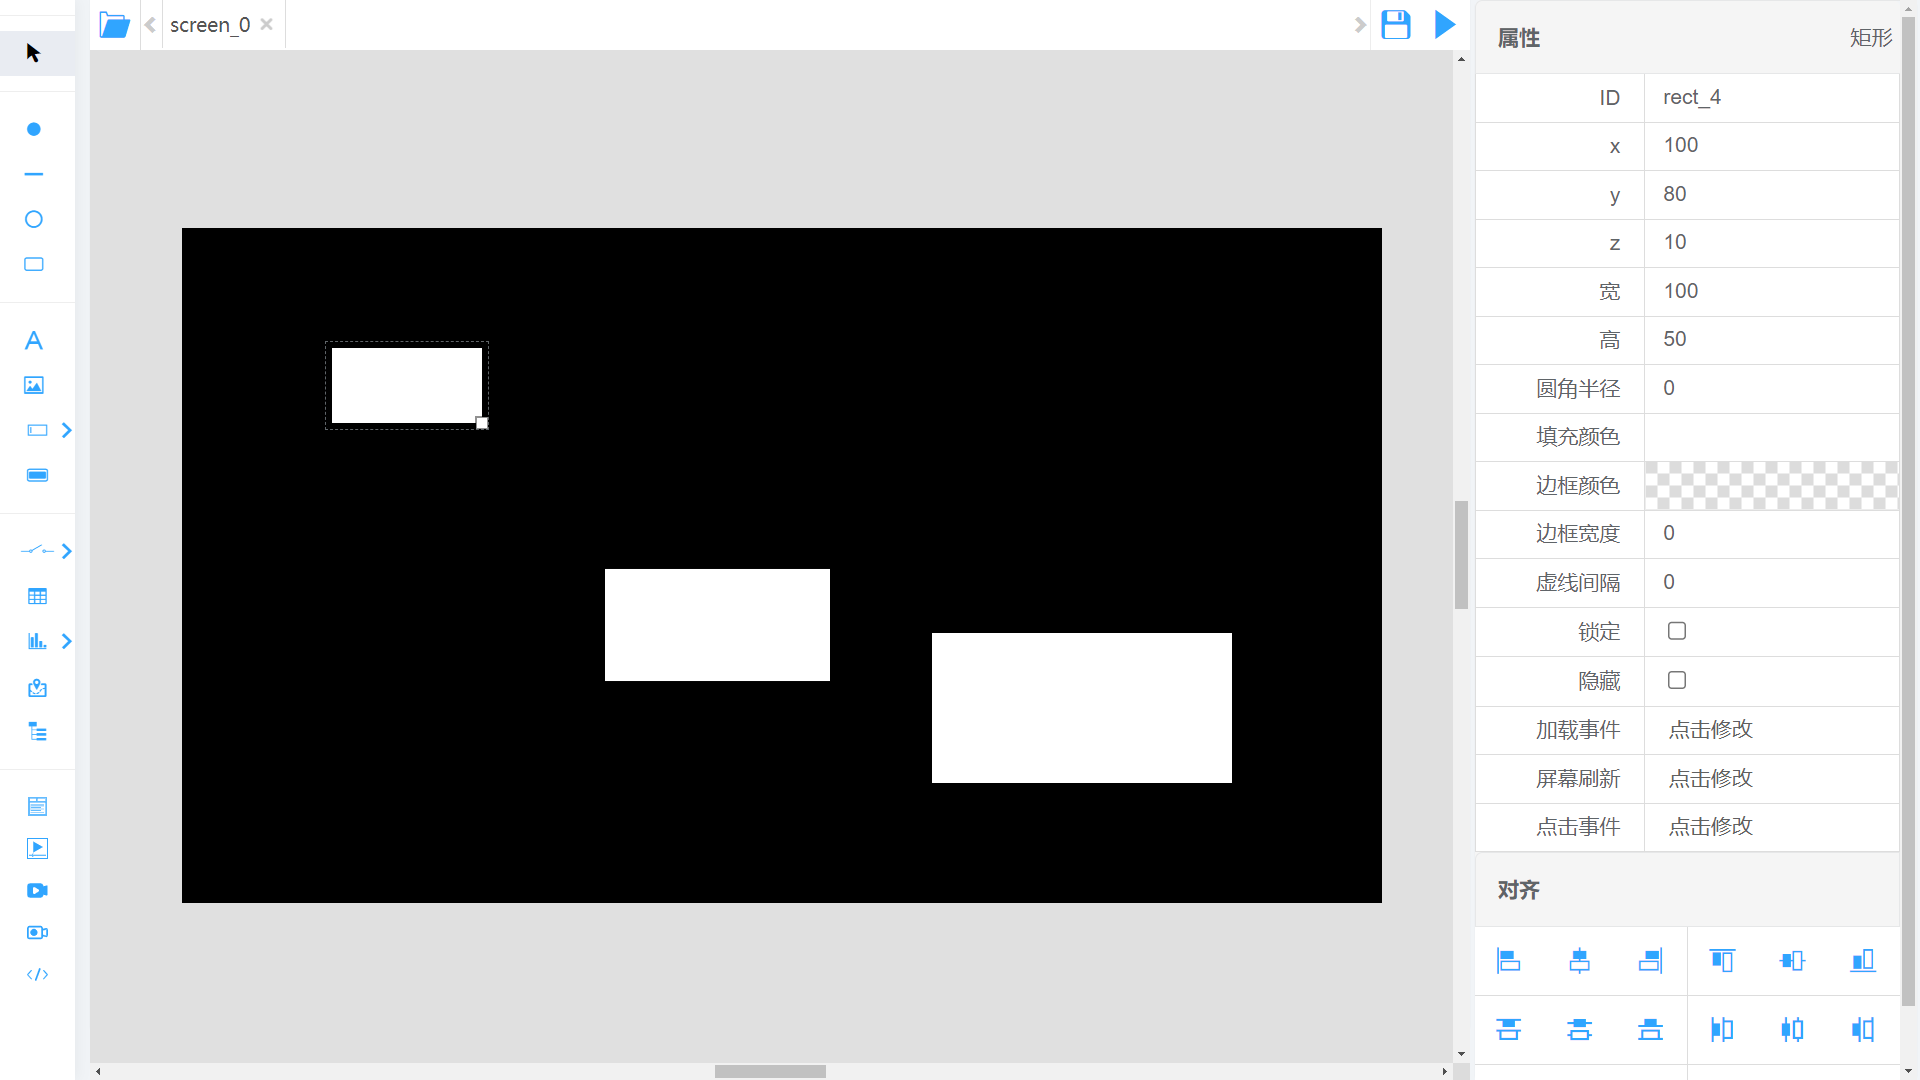 screen_0
属性 矩形
ID rect_4
x 100
y 80
z 10
宽 100
高 50
圆角半径 0
填充颜色
边框颜色
边框宽度 0
虚线间隔 0
锁定
隐藏
加载事件 点击修改
屏幕刷新 点击修改
点击事件 点击修改
对齐